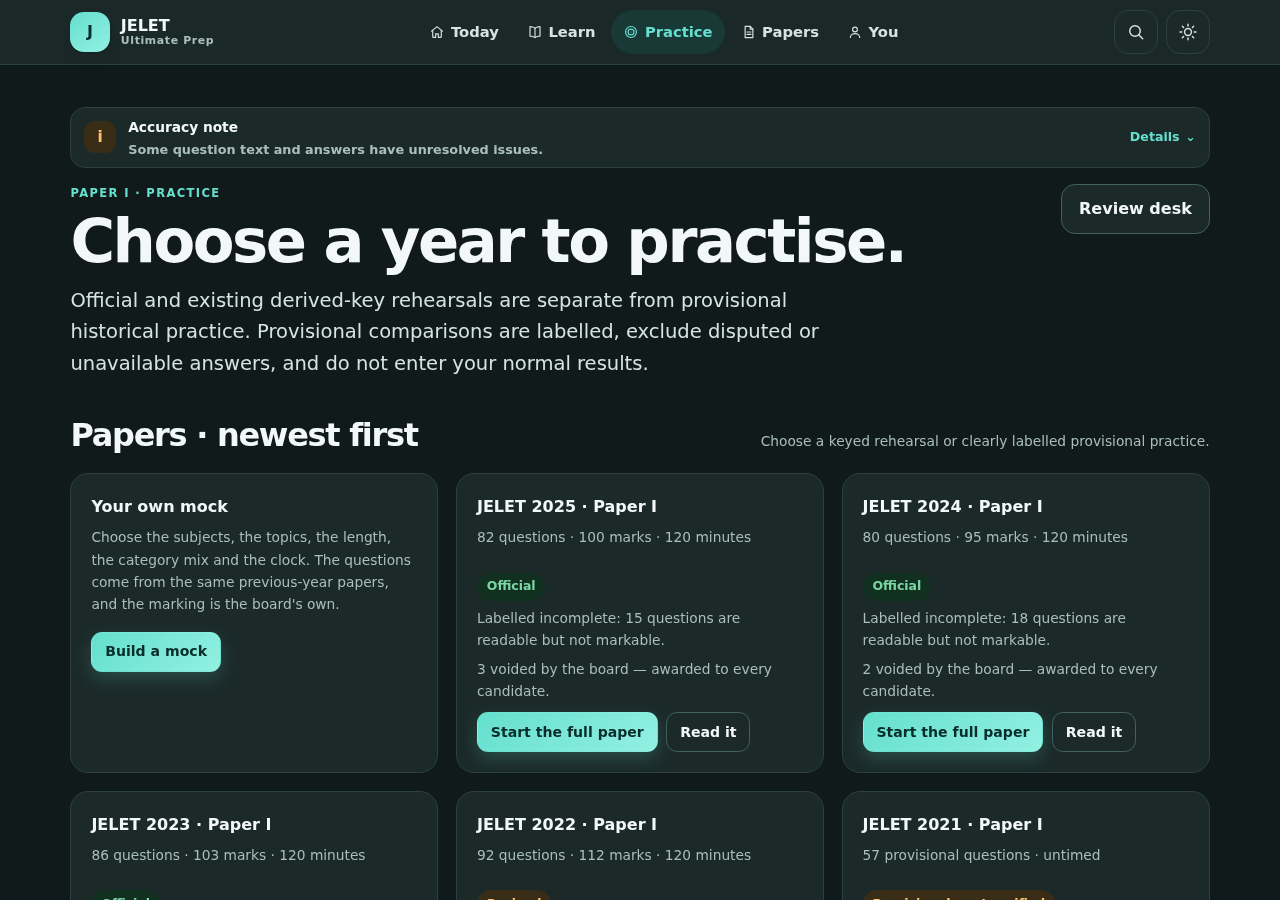 J
JELET
Ultimate Prep
Today
Learn
Practice
Papers
You
i
Accuracy note
Some question text and answers have unresolved issues.
Details
PAPER I · PRACTICE
Review desk
Choose a year to practise.
Official and existing derived-key rehearsals are separate from provisional
historical practice. Provisional comparisons are labelled, exclude disputed or
unavailable answers, and do not enter your normal results.
Papers · newest first
Choose a keyed rehearsal or clearly labelled provisional practice.
Your own mock
Choose the subjects, the topics, the length,
the category mix and the clock. The questions
come from the same previous-year papers,
and the marking is the board's own.
Build a mock
JELET 2025 · Paper I
82 questions · 100 marks · 120 minutes
Official
Labelled incomplete: 15 questions are
readable but not markable.
3 voided by the board — awarded to every
candidate.
Start the full paper
Read it
JELET 2024 · Paper I
80 questions · 95 marks · 120 minutes
Official
Labelled incomplete: 18 questions are
readable but not markable.
2 voided by the board — awarded to every
candidate.
Start the full paper
Read it
JELET 2023 · Paper I
86 questions · 103 marks · 120 minutes
JELET 2022 · Paper I
92 questions · 112 marks · 120 minutes
JELET 2021 · Paper I
57 provisional questions · untimed